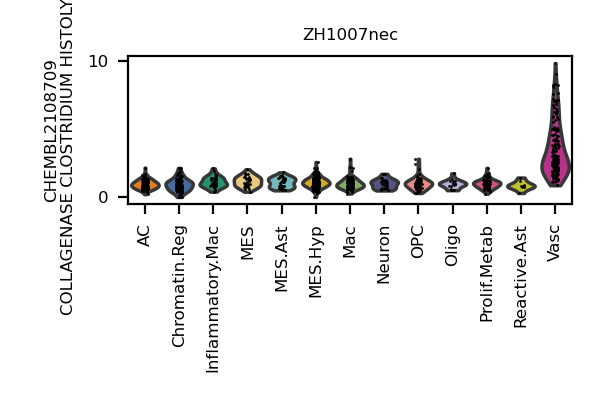 ZH1007nec
CHEMBL2108709
COLLAGENASE CLOSTRIDIUM HISTOLY
10
0
AC
Chromatin.Reg
Inflammatory.Mac
MES
MES.Ast
MES.Hyp
Mac
Neuron
OPC
Oligo
Prolif.Metab
Reactive.Ast
Vasc